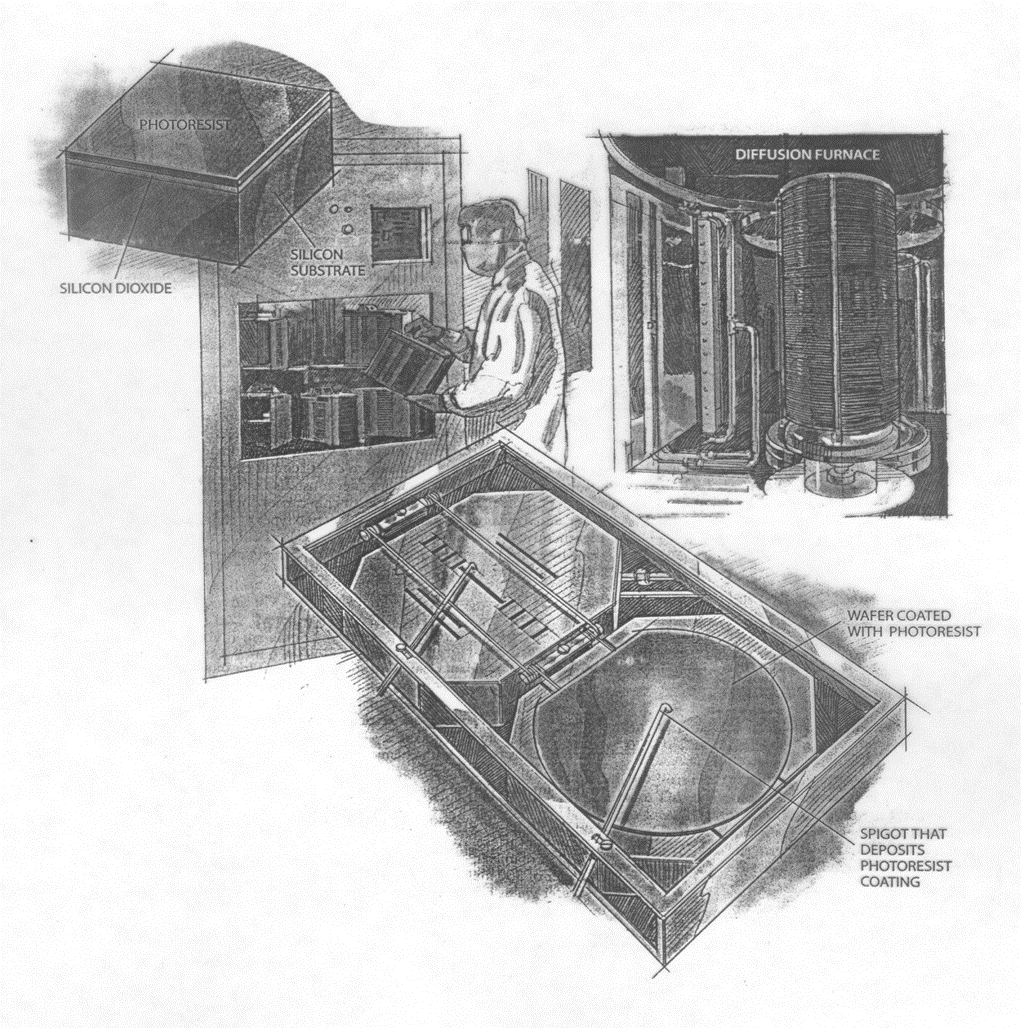 PHOTORESIST
SILICON
SUBSTRATE
SILICON DIOXIDE
DIFFUSION FURNACE
WAFER COATED
WITH PHOTORESIST
SPIGOT THAT
DEPOSITS
PHOTORESIST
COATING